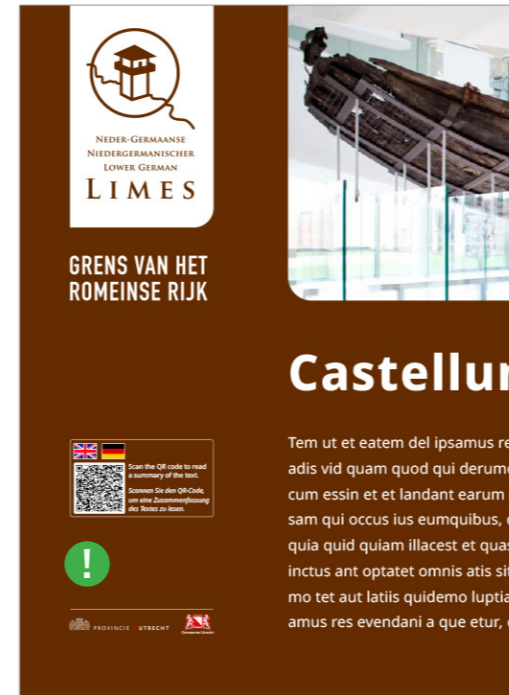 NEDER-GERMAANSE
NIEDERGERMANISCHER
LOWER GERMAN
LIMES
GRENS VAN HET
ROMEINSE RIJK
Scan the QR code to read
a summary of the text.
Scannen Sie den QR-Code,
um eine Zusammenfassung
des Textes zu lesen.
!
PROVINCIE UTRECHT
Gemeente Utrecht
Castellu
Tem ut et eatem del ipsamus re
adis vid quam quod qui derum
cum essin et et landant earum
sam qui occus ius eumquibus,
quia quid quiam illacest et quas
inctus ant optatet omnis atis sit
mo tet aut latiis quidemo luptia
amus res evendani a que etur,